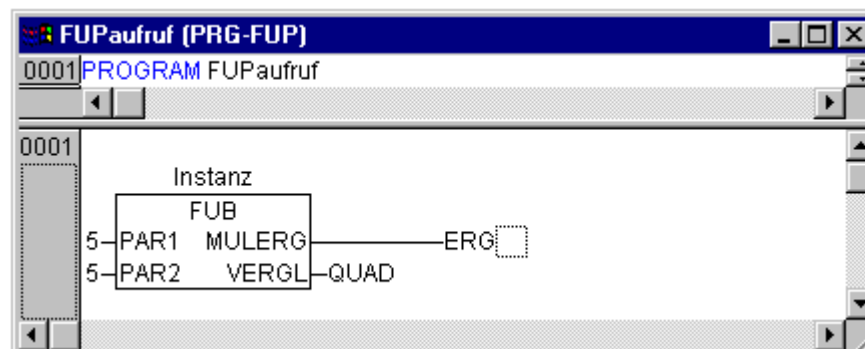 FUPaufruf (PRG-FUP)
0001 PROGRAM FUPaufruf
0001
Instanz
FUB
5 PAR1 MULERG ERG
5 PAR2 VERGL QUAD